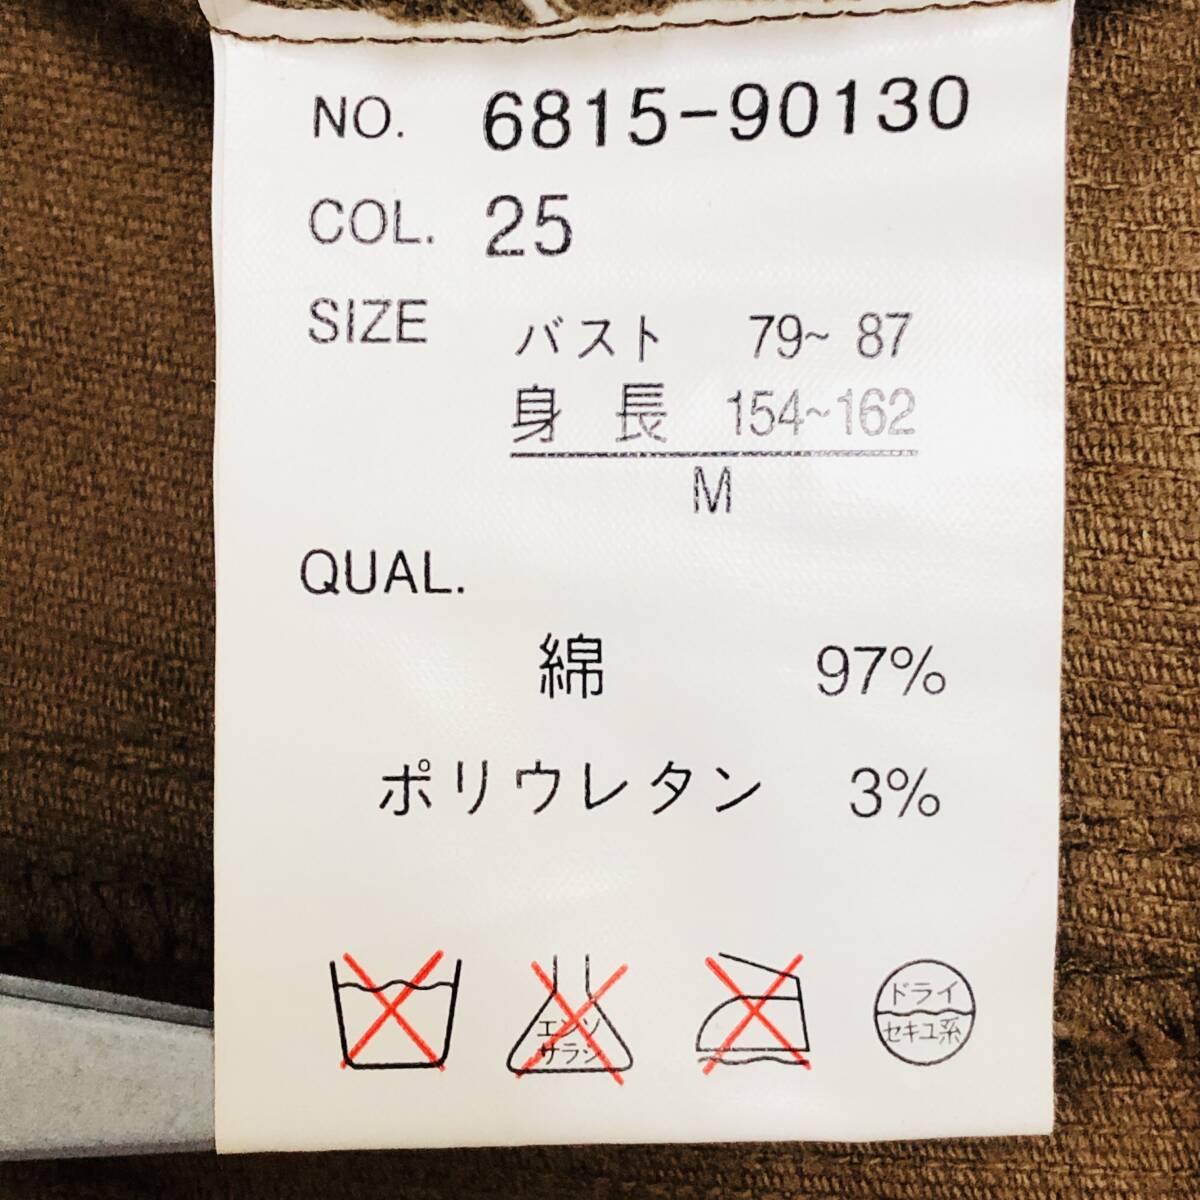 NO. 6815-90130
COL. 25
SIZE バスト 79~ 87
身 長 154~162
M
QUAL.
綿 97%
ポリウレタン 3%
エンソ
サラシ
ドライ
セキユ系